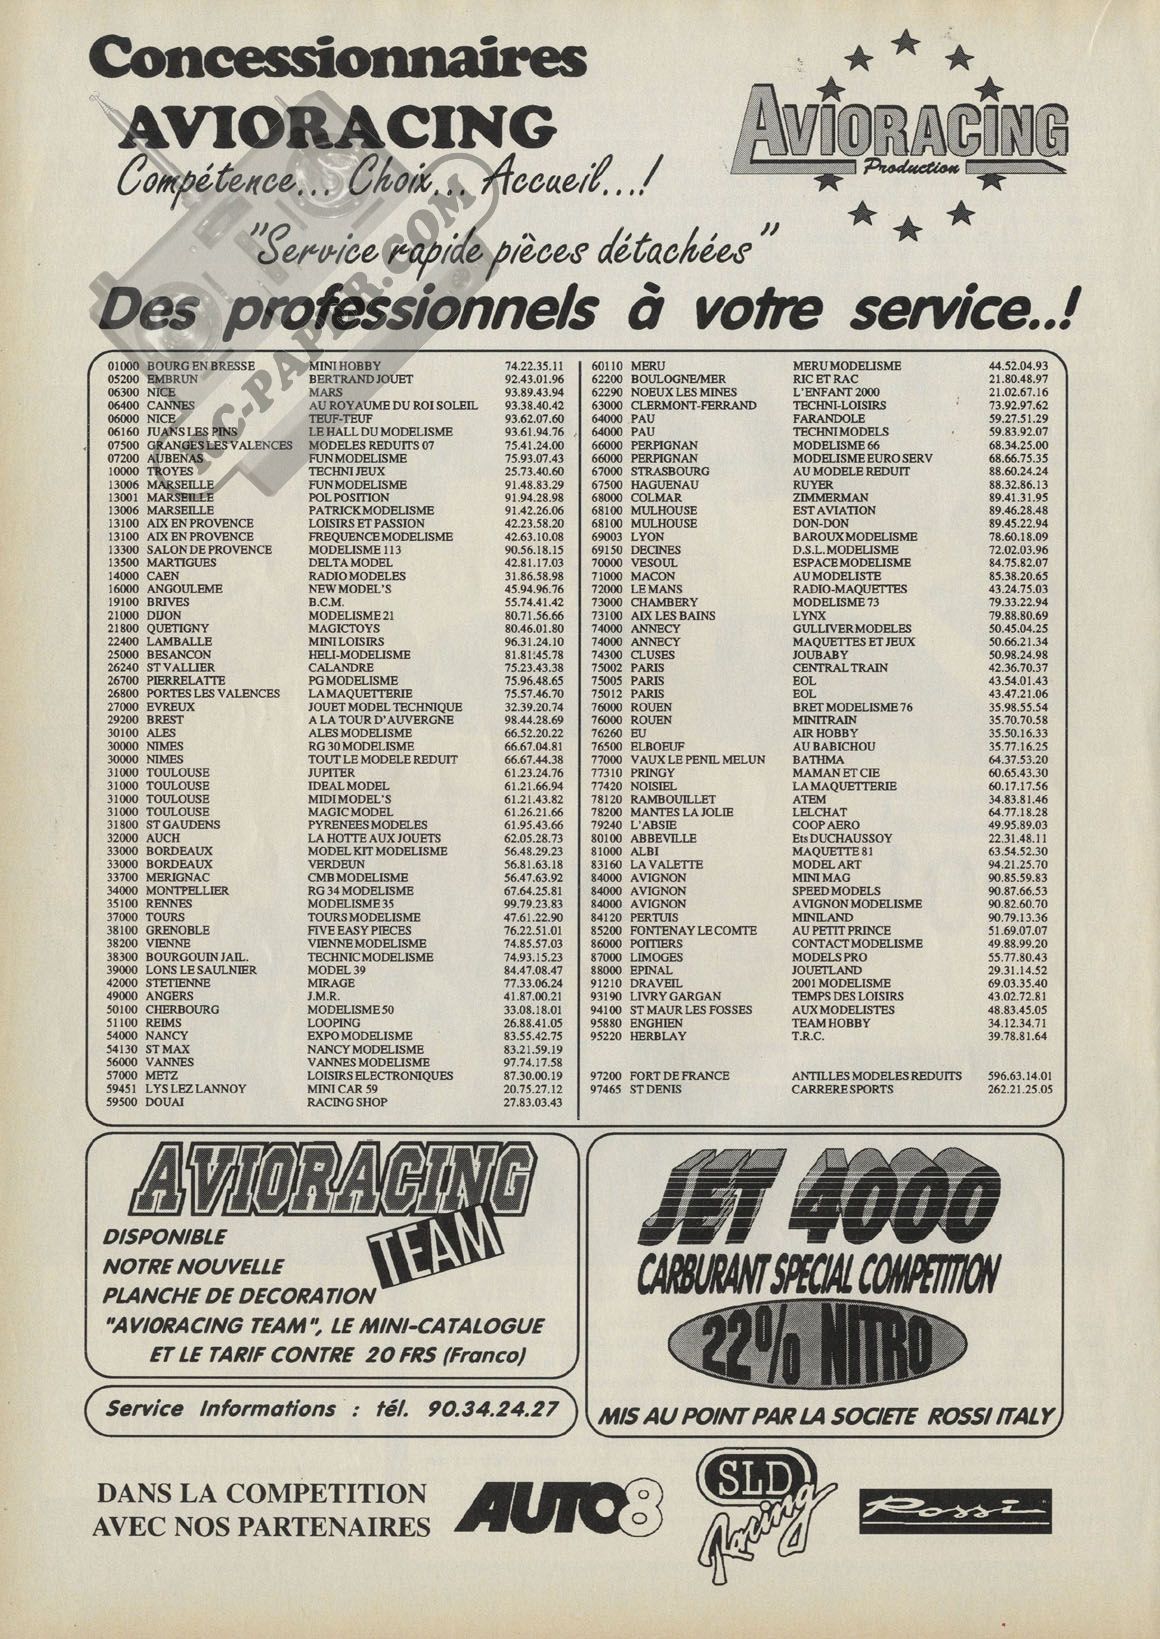 Concessionnaires
AVIORACING
Compétence... Choix... Accueil...!
"Service rapide pièces détachées"
AVIORACING
Production
Des professionnels à votre service..!
RC-PAPER.COM
01000 BOURG EN BRESSE MINI HOBBY 74.22.35.11
05200 EMBRUN BERTRAND JOUET 92.43.01.96
06300 NICE MARS 93.89.43.94
06400 CANNES AU ROYAUME DU ROI SOLEIL 93.38.40.42
06000 NICE TEUF-TEUF 93.62.07.60
06160 JUANS LES PINS LE HALL DU MODELISME 93.61.94.76
07500 GRANGES LES VALENCES MODELES REDUITS 07 75.41.24.00
07200 AUBENAS FUN MODELISME 75.93.07.43
10000 TROYES TECHNI JEUX 25.73.40.60
13006 MARSEILLE FUN MODELISME 91.48.83.29
13001 MARSEILLE POL POSITION 91.94.28.98
13006 MARSEILLE PATRICK MODELISME 91.42.26.06
13100 AIX EN PROVENCE LOISIRS ET PASSION 42.23.58.20
13100 AIX EN PROVENCE FREQUENCE MODELISME 42.63.10.08
13300 SALON DE PROVENCE MODELISME 113 90.56.18.15
13500 MARTIGUES DELTA MODEL 42.81.17.03
14000 CAEN RADIO MODELES 31.86.58.98
16000 ANGOULEME NEW MODEL'S 45.94.96.76
19100 BRIVES B.C.M. 55.74.41.42
21000 DIJON MODELISME 21 80.71.56.66
21800 QUETIGNY MAGICTOYS 80.46.01.80
22400 LAMBALLE MINI LOISIRS 96.31.24.10
25000 BESANCON HELI-MODELISME 81.81.45.78
26240 ST VALLIER CALANDRE 75.23.43.38
26700 PIERRELATTE PG MODELISME 75.96.48.65
26800 PORTES LES VALENCES LA MAQUETTERIE 75.57.46.70
27000 EVREUX JOUET MODEL TECHNIQUE 32.39.20.74
29200 BREST A LA TOUR D'AUVERGNE 98.44.28.69
30100 ALES ALES MODELISME 66.52.20.22
30000 NIMES RG 30 MODELISME 66.67.04.81
30000 NIMES TOUT LE MODELE REDUIT 66.67.44.38
31000 TOULOUSE JUPITER 61.23.24.76
31000 TOULOUSE IDEAL MODEL 61.21.66.94
31000 TOULOUSE MIDI MODEL'S 61.21.43.82
31000 TOULOUSE MAGIC MODEL 61.26.21.66
31800 ST GAUDENS PYRENEES MODELES 61.95.43.66
32000 AUCH LA HOTTE AUX JOUETS 62.05.28.73
33000 BORDEAUX MODEL KIT MODELISME 56.48.29.23
33000 BORDEAUX VERDEUN 56.81.63.18
33700 MERIGNAC CMB MODELISME 56.47.63.92
34000 MONTPELLIER RG 34 MODELISME 67.64.25.81
35100 RENNES MODELISME 35 99.79.23.83
37000 TOURS TOURS MODELISME 47.61.22.90
38100 GRENOBLE FIVE EASY PIECES 76.22.51.01
38200 VIENNE VIENNE MODELISME 74.85.57.03
38300 BOURGOUIN JAIL. TECHNIC MODELISME 74.93.15.23
39000 LONS LE SAULNIER MODEL 39 84.47.08.47
42000 STETIENNE MIRAGE 77.33.06.24
49000 ANGERS J.M.R. 41.87.00.21
50100 CHERBOURG MODELISME 50 33.08.18.01
51100 REIMS LOOPING 26.88.41.05
54000 NANCY EXPO MODELISME 83.55.42.75
54130 ST MAX NANCY MODELISME 83.21.59.19
56000 VANNES VANNES MODELISME 97.74.17.58
57000 METZ LOISIRS ELECTRONIQUES 87.30.00.19
59451 LYS LEZ LANNOY MINI CAR 59 20.75.27.12
59500 DOUAI RACING SHOP 27.83.03.43
60110 MERU MERU MODELISME 44.52.04.93
62200 BOULOGNE/MER RIC ET RAC 21.80.48.97
62290 NOEUX LES MINES L'ENFANT 2000 21.02.67.16
63000 CLERMONT-FERRAND TECHNI-LOISIRS 73.92.97.62
64000 PAU FARANDOLE 59.27.51.29
64000 PAU TECHNI MODELS 59.83.92.07
66000 PERPIGNAN MODELISME 66 68.34.25.00
66000 PERPIGNAN MODELISME EURO SERV 68.66.75.35
67000 STRASBOURG AU MODELE REDUIT 88.60.24.24
67500 HAGUENAU RUYER 88.32.86.13
68000 COLMAR ZIMMERMAN 89.41.31.95
68100 MULHOUSE EST AVIATION 89.46.28.48
68100 MULHOUSE DON-DON 89.45.22.94
69003 LYON BAROUX MODELISME 78.60.18.09
69150 DECINES D.S.L. MODELISME 72.02.03.96
70000 VESOUL ESPACE MODELISME 84.75.82.07
71000 MACON AU MODELISTE 85.38.20.65
72000 LE MANS RADIO-MAQUETTES 43.24.75.03
73000 CHAMBERY MODELISME 73 79.33.22.94
73100 AIX LES BAINS LYNX 79.88.80.69
74000 ANNECY GULLIVER MODELES 50.45.04.25
74000 ANNECY MAQUETTES ET JEUX 50.66.21.34
74300 CLUSES JOUBABY 50.98.24.98
75002 PARIS CENTRAL TRAIN 42.36.70.37
75005 PARIS EOL 43.54.01.43
75012 PARIS EOL 43.47.21.06
76000 ROUEN BRET MODELISME 76 35.98.55.54
76000 ROUEN MINITRAIN 35.70.70.58
76260 EU AIR HOBBY 35.50.16.33
76500 ELBOEUF AU BABICHOU 35.77.16.25
77000 VAUX LE PENIL MELUN BATHMA 64.37.53.20
77310 PRINGY MAMAN ET CIE 60.65.43.30
77420 NOISIEL LA MAQUETTERIE 60.17.17.56
78120 RAMBOUILLET ATEM 34.83.81.46
78200 MANTES LA JOLIE LELCHAT 64.77.18.28
79240 L'ABSIE COOP AERO 49.95.89.03
80100 ABBEVILLE Ets DUCHAUSSOY 22.31.48.11
81000 ALBI MAQUETTE 81 63.54.52.30
83160 LA VALETTE MODEL ART 94.21.25.70
84000 AVIGNON MINI MAG 90.85.59.83
84000 AVIGNON SPEED MODELS 90.87.66.53
84000 AVIGNON AVIGNON MODELISME 90.82.60.70
84120 PERTUIS MINILAND 90.79.13.36
85200 FONTENAY LE COMTE AU PETIT PRINCE 51.69.07.07
86000 POITIERS CONTACT MODELISME 49.88.99.20
87000 LIMOGES MODELS PRO 55.77.80.43
88000 EPINAL JOUETLAND 29.31.14.52
91210 DRAVEIL 2001 MODELISME 69.03.35.40
93190 LIVRY GARGAN TEMPS DES LOISIRS 43.02.72.81
94100 ST MAUR LES FOSSES AUX MODELISTES 48.83.45.05
95880 ENGHIEN TEAM HOBBY 34.12.34.71
95220 HERBLAY T.R.C. 39.78.81.64
97200 FORT DE FRANCE ANTILLES MODELES REDUITS 596.63.14.01
97465 ST DENIS CARRERE SPORTS 262.21.25.05
AVIORACING
TEAM
DISPONIBLE
NOTRE NOUVELLE
PLANCHE DE DECORATION
"AVIORACING TEAM", LE MINI-CATALOGUE
ET LE TARIF CONTRE 20 FRS (Franco)
Service Informations : tél. 90.34.24.27
JET 4000
CARBURANT SPECIAL COMPETITION
22% NITRO
MIS AU POINT PAR LA SOCIETE ROSSI ITALY
DANS LA COMPETITION
AVEC NOS PARTENAIRES
AUTO8
SLD
Racing
Rossi